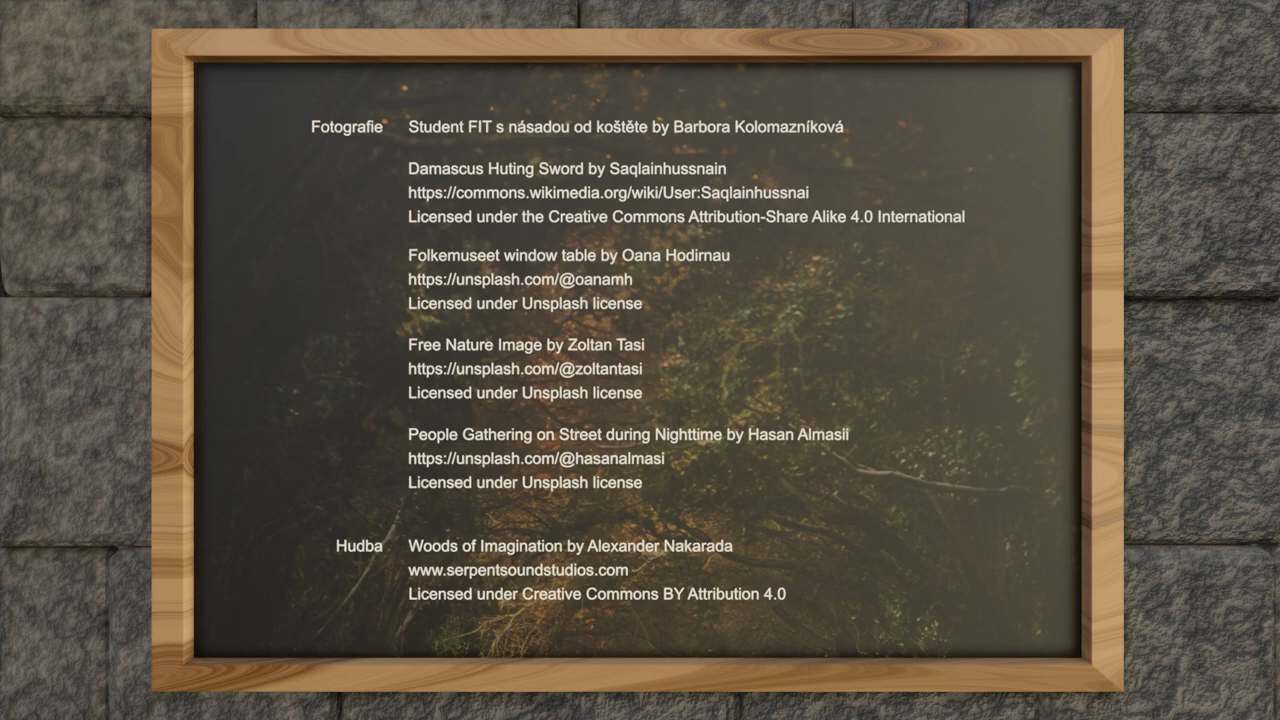 Fotografie Student FIT s násadou od koštěte by Barbora Kolomazníková
Damascus Huting Sword by Saqlainhussnain
https://commons.wikimedia.org/wiki/User:Saqlainhussnai
Licensed under the Creative Commons Attribution-Share Alike 4.0 International
Folkemuseet window table by Oana Hodirnau
https://unsplash.com/@oanamh
Licensed under Unsplash license
Free Nature Image by Zoltan Tasi
https://unsplash.com/@zoltantasi
Licensed under Unsplash license
People Gathering on Street during Nighttime by Hasan Almasii
https://unsplash.com/@hasanalmasi
Licensed under Unsplash license
Hudba Woods of Imagination by Alexander Nakarada
www.serpentsoundstudios.com
Licensed under Creative Commons BY Attribution 4.0